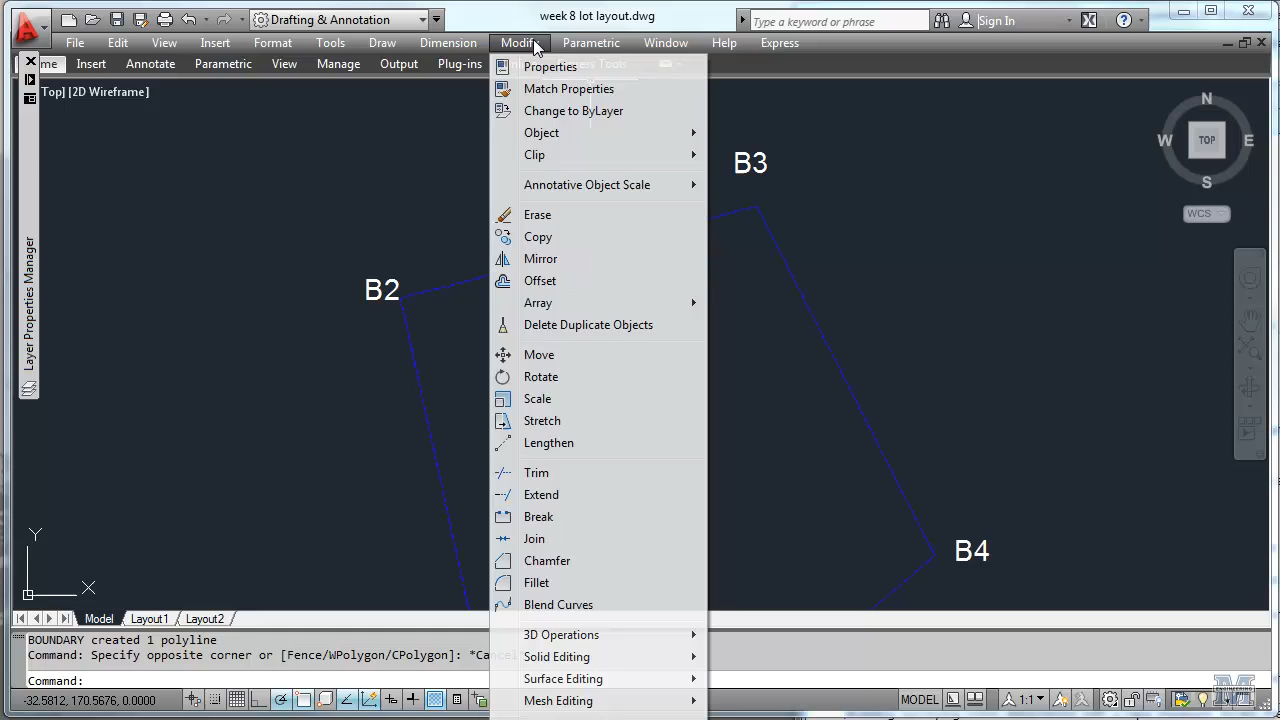 Drafting & Annotation
week 8 lot layout.dwg
Type a keyword or phrase
Sign In
File Edit View Insert Format Tools Draw Dimension Modify Parametric Window Help Express
me Insert Annotate Parametric View Manage Output Plug-ins
Top] [2D Wireframe]
Layer Properties Manager
Properties
Match Properties
Change to ByLayer
Object
Clip
Annotative Object Scale
Erase
Copy
Mirror
Offset
Array
Delete Duplicate Objects
Move
Rotate
Scale
Stretch
Lengthen
Trim
Extend
Break
Join
Chamfer
Fillet
Blend Curves
3D Operations
Solid Editing
Surface Editing
Mesh Editing
B2
B3
B4
N
W TOP E
S
WCS
Y
X
Model Layout1 Layout2
BOUNDARY created 1 polyline
Command: Specify opposite corner or [Fence/WPolygon/CPolygon]: *Cancel*
Command:
-32.5812, 170.5676, 0.0000
MODEL
1:1